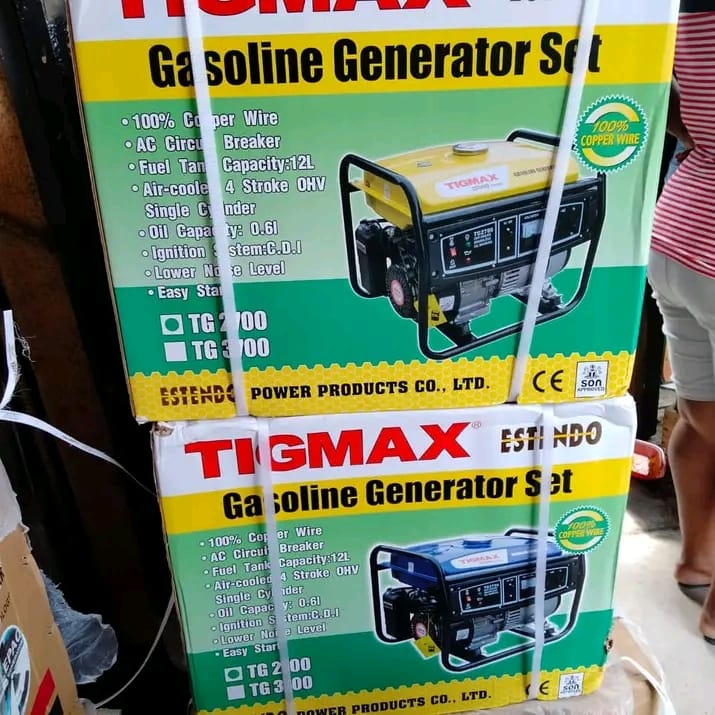 TIGMAX
Gasoline Generator Set
• 100% Copper Wire
• AC Circuit Breaker
• Fuel Tank Capacity:12L
• Air-cooled 4 Stroke OHV
Single Cylinder
• Oil Capacity: 0.6l
• Ignition System:C.D.I
• Lower Noise Level
• Easy Start
TG 2700
TG 3700
100%
COPPER WIRE
TIGMAX
ESTENDO POWER PRODUCTS CO., LTD.
CE
SON
APPROVED
TIGMAX® ESTENDO
Gasoline Generator Set
• 100% Copper Wire
• AC Circuit Breaker
• Fuel Tank Capacity:12L
• Air-cooled 4 Stroke OHV
Single Cylinder
• Oil Capacity: 0.6l
• Ignition System:C.D.I
• Lower Noise Level
• Easy Start
100%
COPPER WIRE
TIGMAX
POWER PRODUCTS CO., LTD.
CE
SON